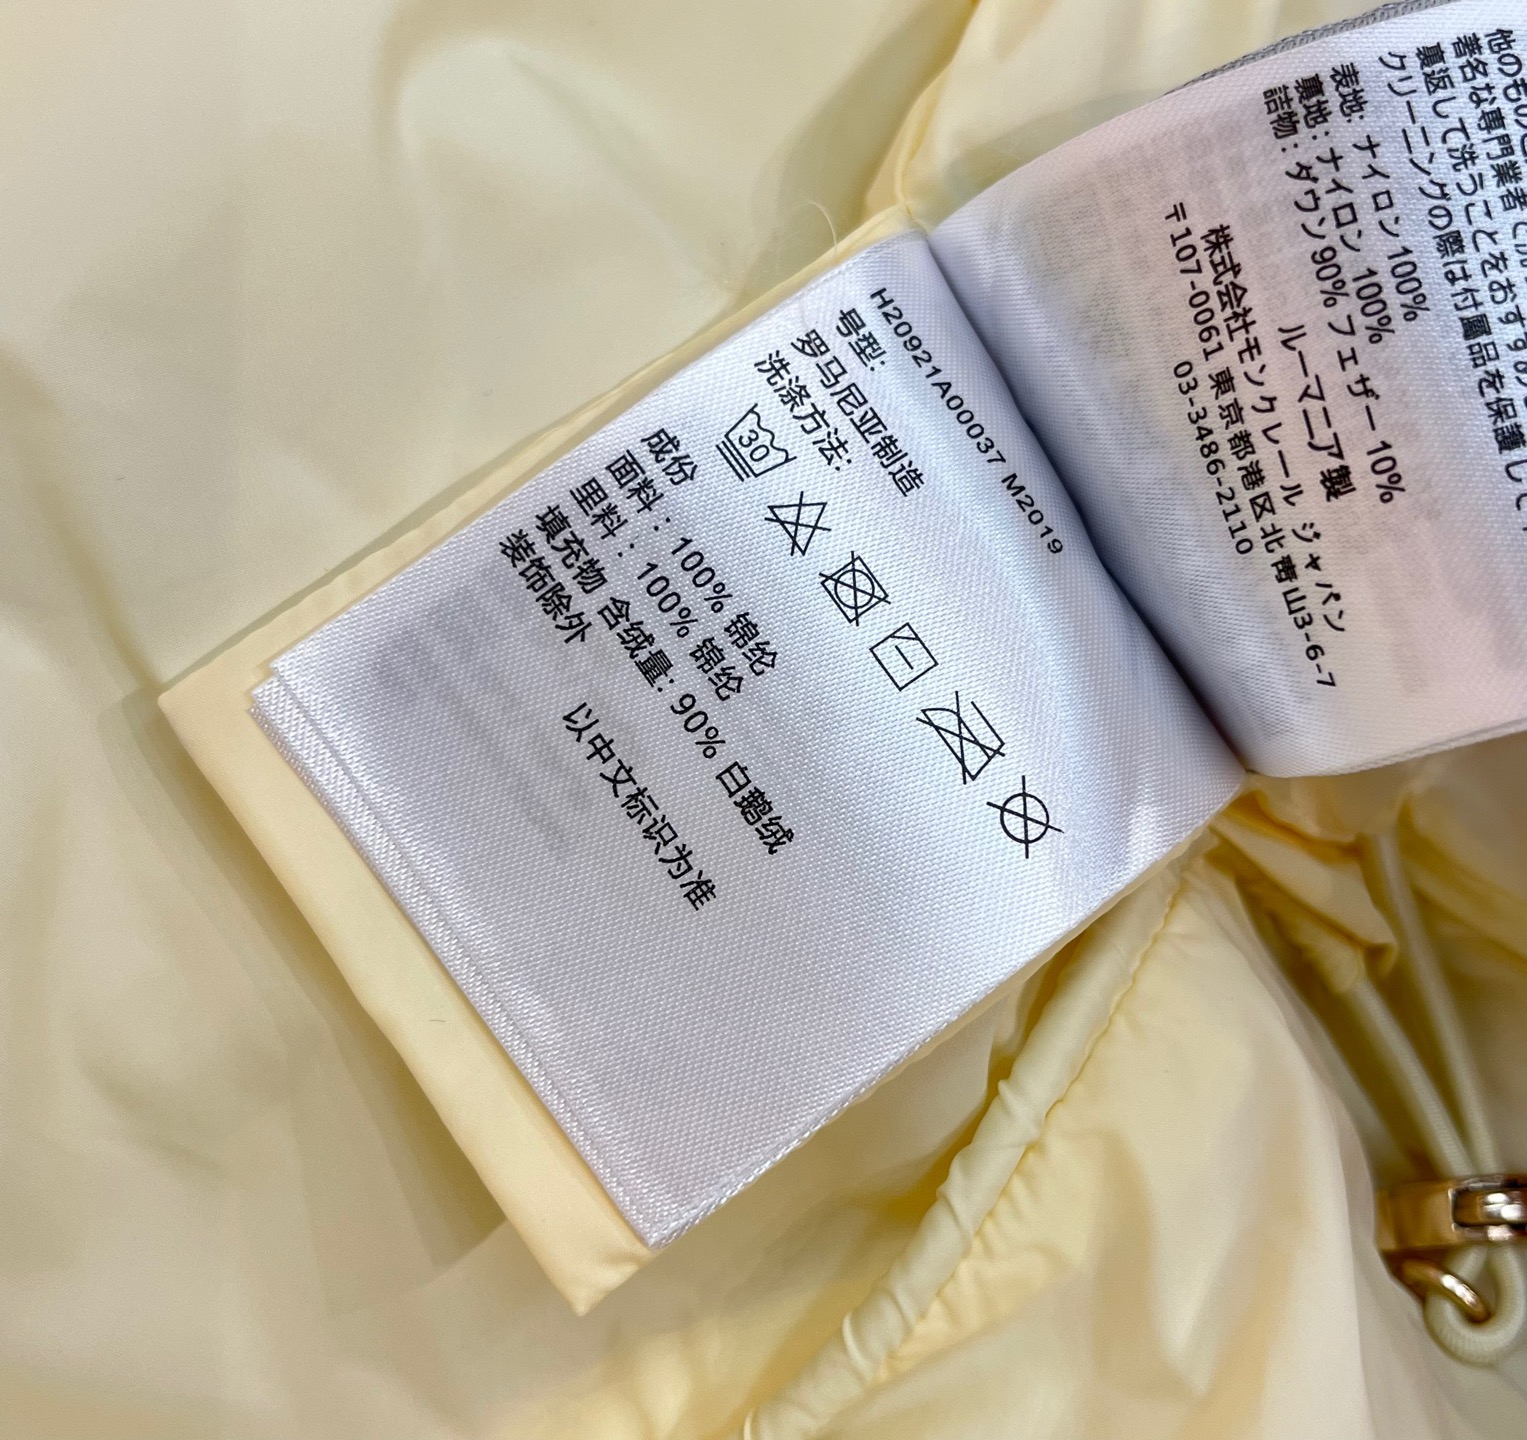 H20921A00037 M2019
号型:
罗马尼亚制造
洗涤方法:
30
成份
面料: 100% 锦纶
里料: 100% 锦纶
填充物 含绒量: 90% 白鹅绒
装饰除外
以中文标识为准
他のもの
著名な専門業者
裏返して洗うことをおすすめ
クリーニングの際は付属品を保護して
表地: ナイロン 100%
裏地: ナイロン 100%
詰物: ダウン 90% フェザー 10%
ルーマニア製
株式会社モンクレール ジャパン
〒107-0061 東京都港区北青山3-6-7
03-3486-2110